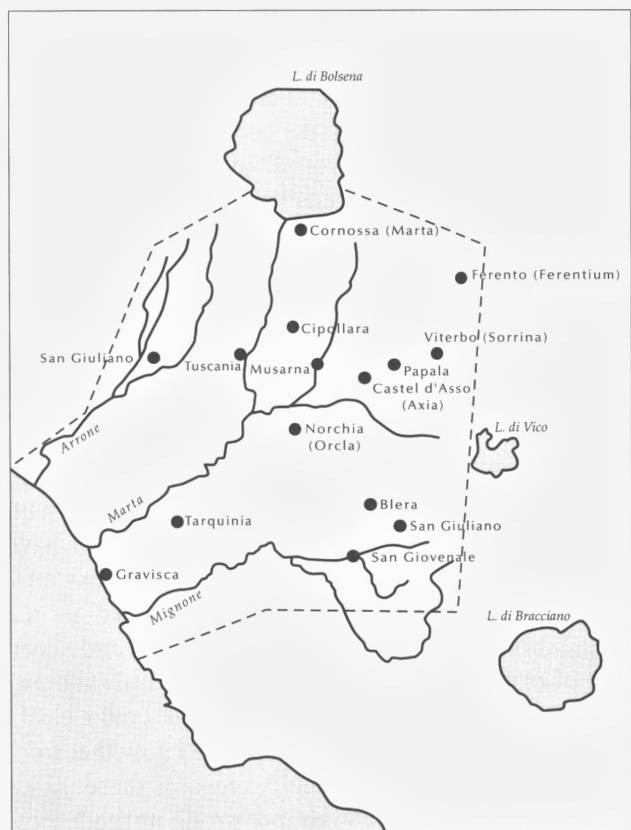 L. di Bolsena
Cornossa (Marta)
Ferento (Ferentium)
Cipollara
Viterbo (Sorrina)
San Giuliano
Tuscania
Musarna
Papala
Castel d'Asso
(Axia)
L. di Vico
Norchia
(Orcla)
Arrone
Marta
Blera
Tarquinia
San Giuliano
San Giovenale
Gravisca
Mignone
L. di Bracciano